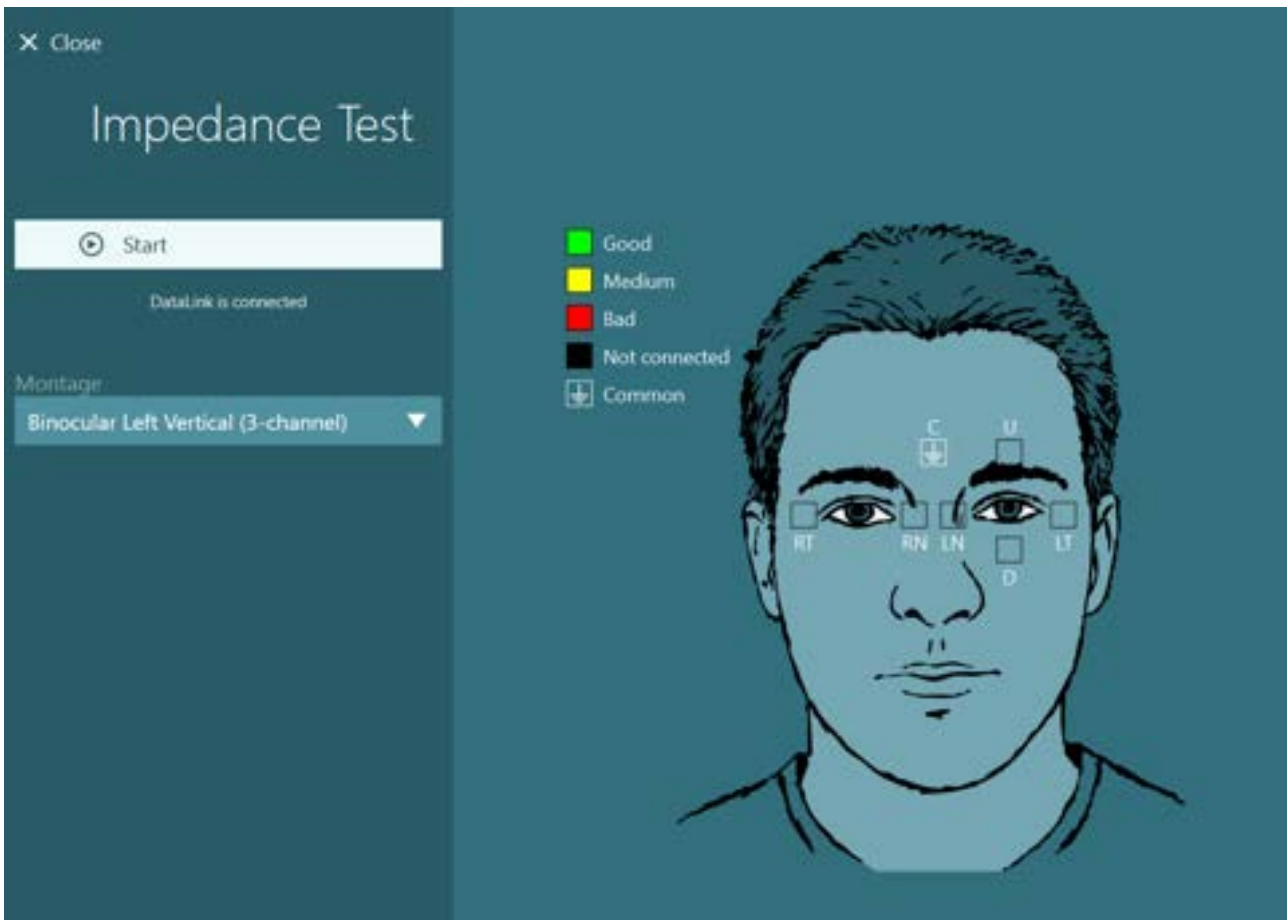 Close
Impedance Test
Start
DataLink is connected
Montage
Binocular Left Vertical (3-channel)
Good
Medium
Bad
Not connected
Common
C U
RT RN LN LT
D